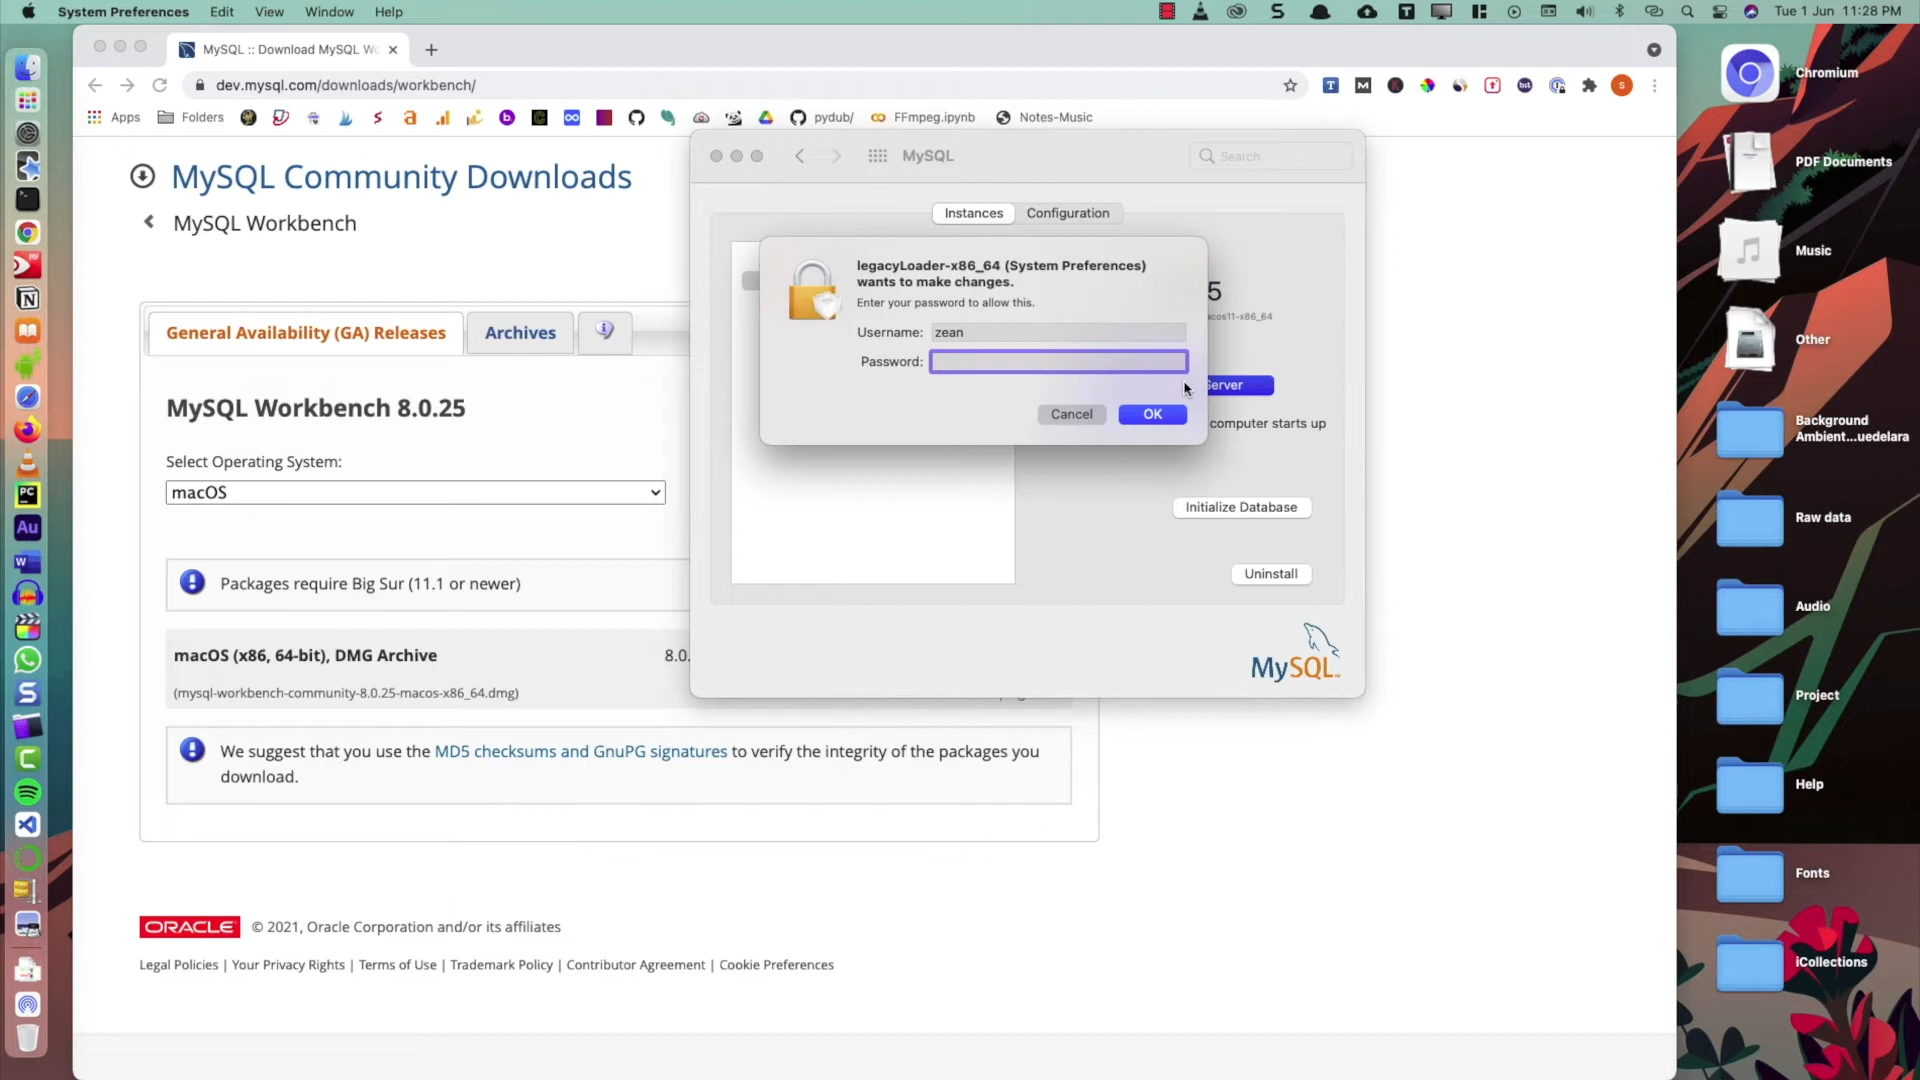 System Preferences Edit View Window Help
Tue 1 Jun 11:28 PM
MySQL :: Download MySQL Wo
dev.mysql.com/downloads/workbench/
Apps Folders pydub/ FFmpeg.ipynb Notes-Music
MySQL Community Downloads
MySQL Workbench
General Availability (GA) Releases
Archives
MySQL Workbench 8.0.25
Select Operating System:
macOS
Packages require Big Sur (11.1 or newer)
macOS (x86, 64-bit), DMG Archive
8.0.
(mysql-workbench-community-8.0.25-macos-x86_64.dmg)
We suggest that you use the MD5 checksums and GnuPG signatures to verify the integrity of the packages you
download.
ORACLE © 2021, Oracle Corporation and/or its affiliates
Legal Policies | Your Privacy Rights | Terms of Use | Trademark Policy | Contributor Agreement | Cookie Preferences
MySQL
Search
Instances Configuration
legacyLoader-x86_64 (System Preferences)
wants to make changes.
Enter your password to allow this.
Username: zean
Password:
Cancel OK
5
acos11-x86_64
Server
computer starts up
Initialize Database
Uninstall
MySQL
Chromium
PDF Documents
Music
Other
Background
Ambient...uedelara
Raw data
Audio
Project
Help
Fonts
iCollections